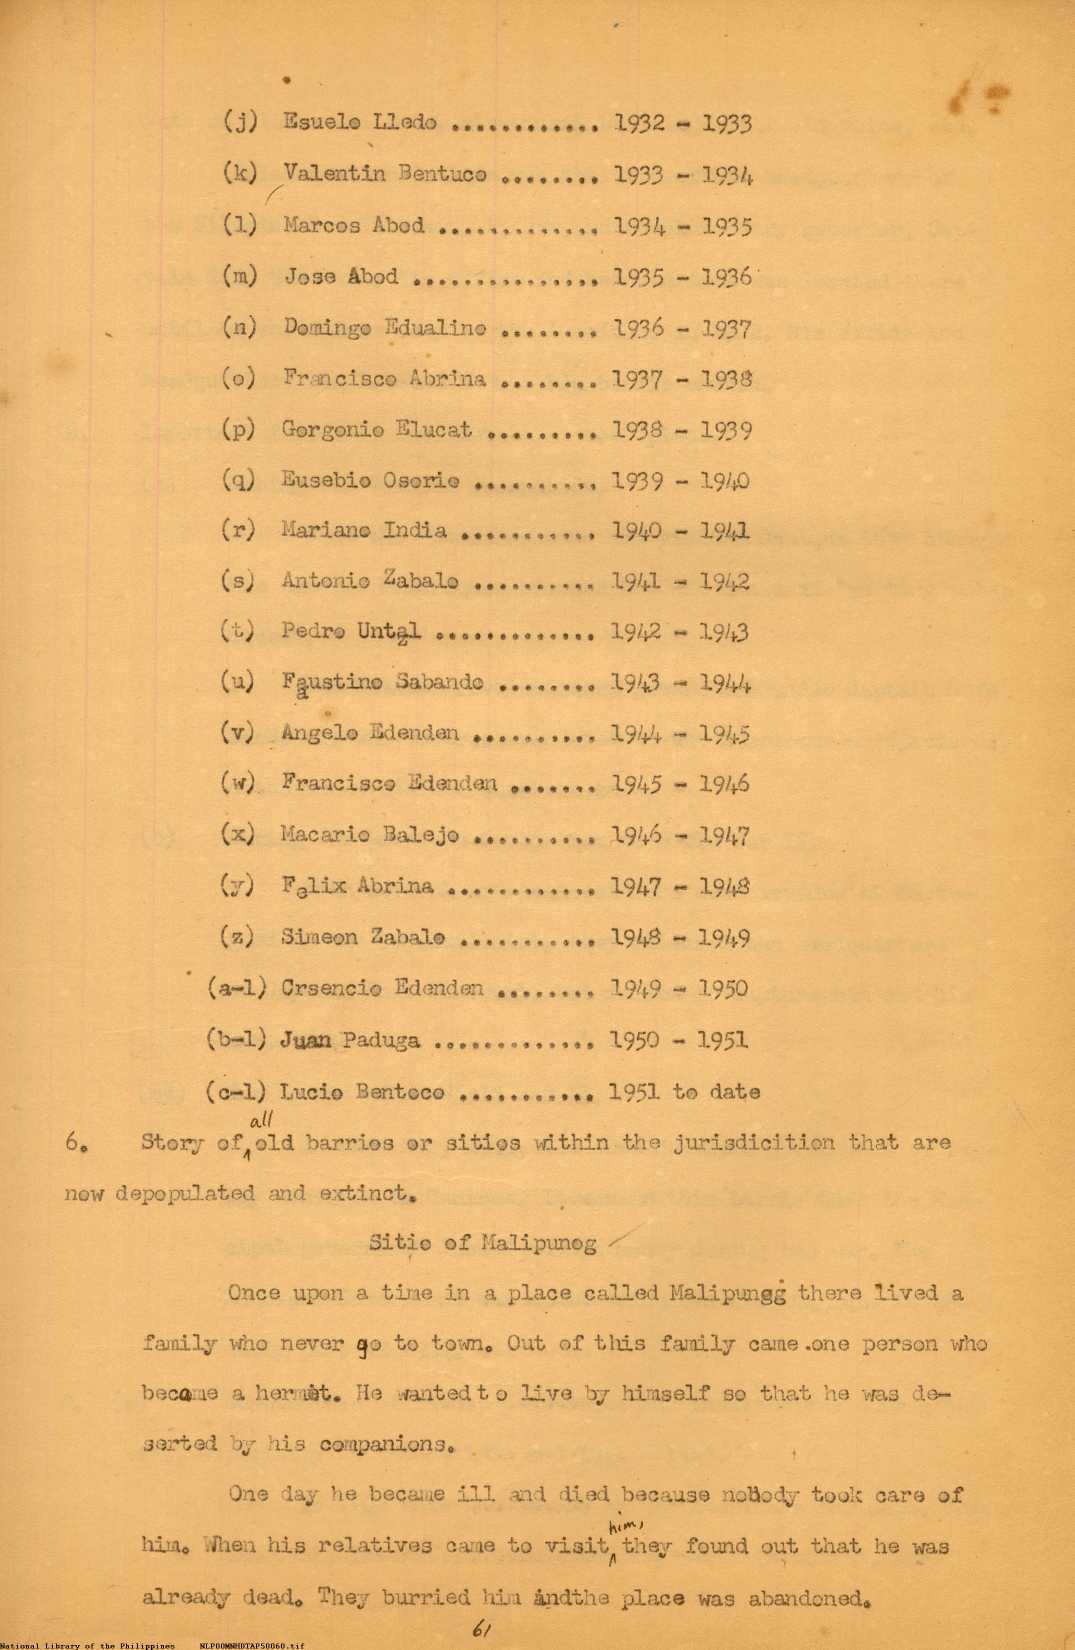 (j) Esuelo Lledo ............ 1932 - 1933
(k) Valentin Bentuco ........ 1933 - 1934
(l) Marcos Abod ............. 1934 - 1935
(m) Jose Abod ............... 1935 - 1936
(n) Domingo Edualino ........ 1936 - 1937
(o) Francisco Abrina ........ 1937 - 1938
(p) Gorgonio Elucat ......... 1938 - 1939
(q) Eusebio Osorio .......... 1939 - 1940
(r) Mariano India ........... 1940 - 1941
(s) Antonio Zabalo .......... 1941 - 1942
(t) Pedro Untal ............. 1942 - 1943
(u) Faustino Sabando ........ 1943 - 1944
(v) Angelo Edenden .......... 1944 - 1945
(w) Francisco Edenden ....... 1945 - 1946
(x) Macario Balejo .......... 1946 - 1947
(y) Felix Abrina ............ 1947 - 1948
(z) Simeon Zabalo ........... 1948 - 1949
(a-1) Crsencio Edenden ........ 1949 - 1950
(b-1) Juan Paduga ............. 1950 - 1951
(c-1) Lucio Bentoco ........... 1951 to date
6. Story of all old barrios or sitios within the jurisdicition that are
now depopulated and extinct.
Sitio of Malipunog
Once upon a time in a place called Malipungg there lived a
family who never go to town. Out of this family came .one person who
became a hermit. He wanted t o live by himself so that he was de-
serted by his companions.
One day he became ill and died because nobody took care of
him. When his relatives came to visit him, they found out that he was
already dead. They burried him andthe place was abandoned.
61
National Library of the Philippines NLP00MNHDTAPS0060.tif